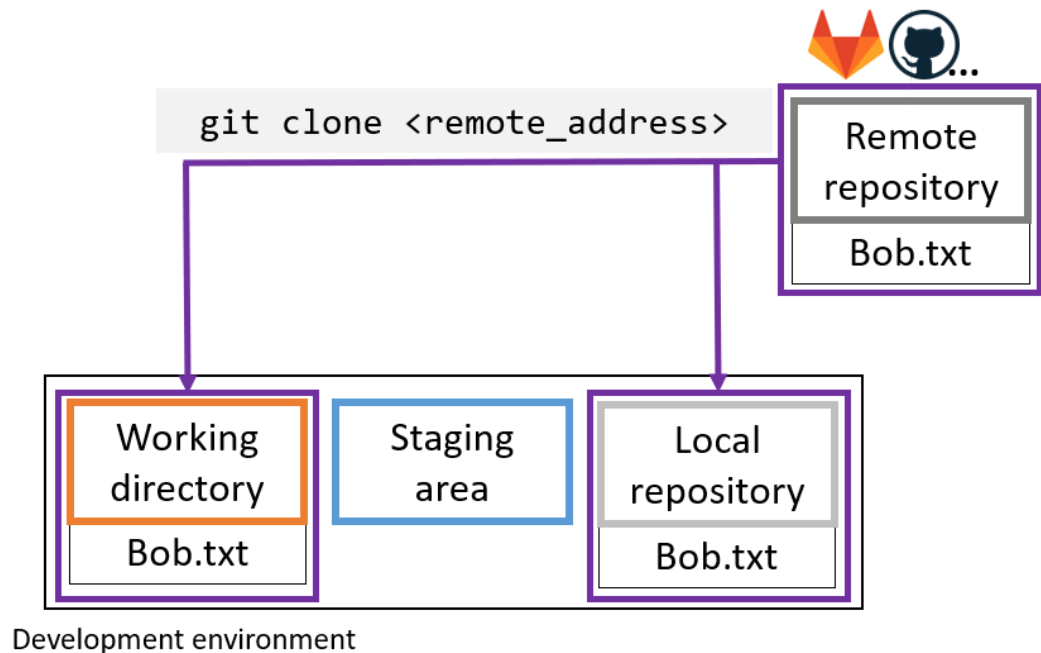 ...
git clone <remote_address>
Remote
repository
Bob.txt
Working
directory
Bob.txt
Staging
area
Local
repository
Bob.txt
Development environment